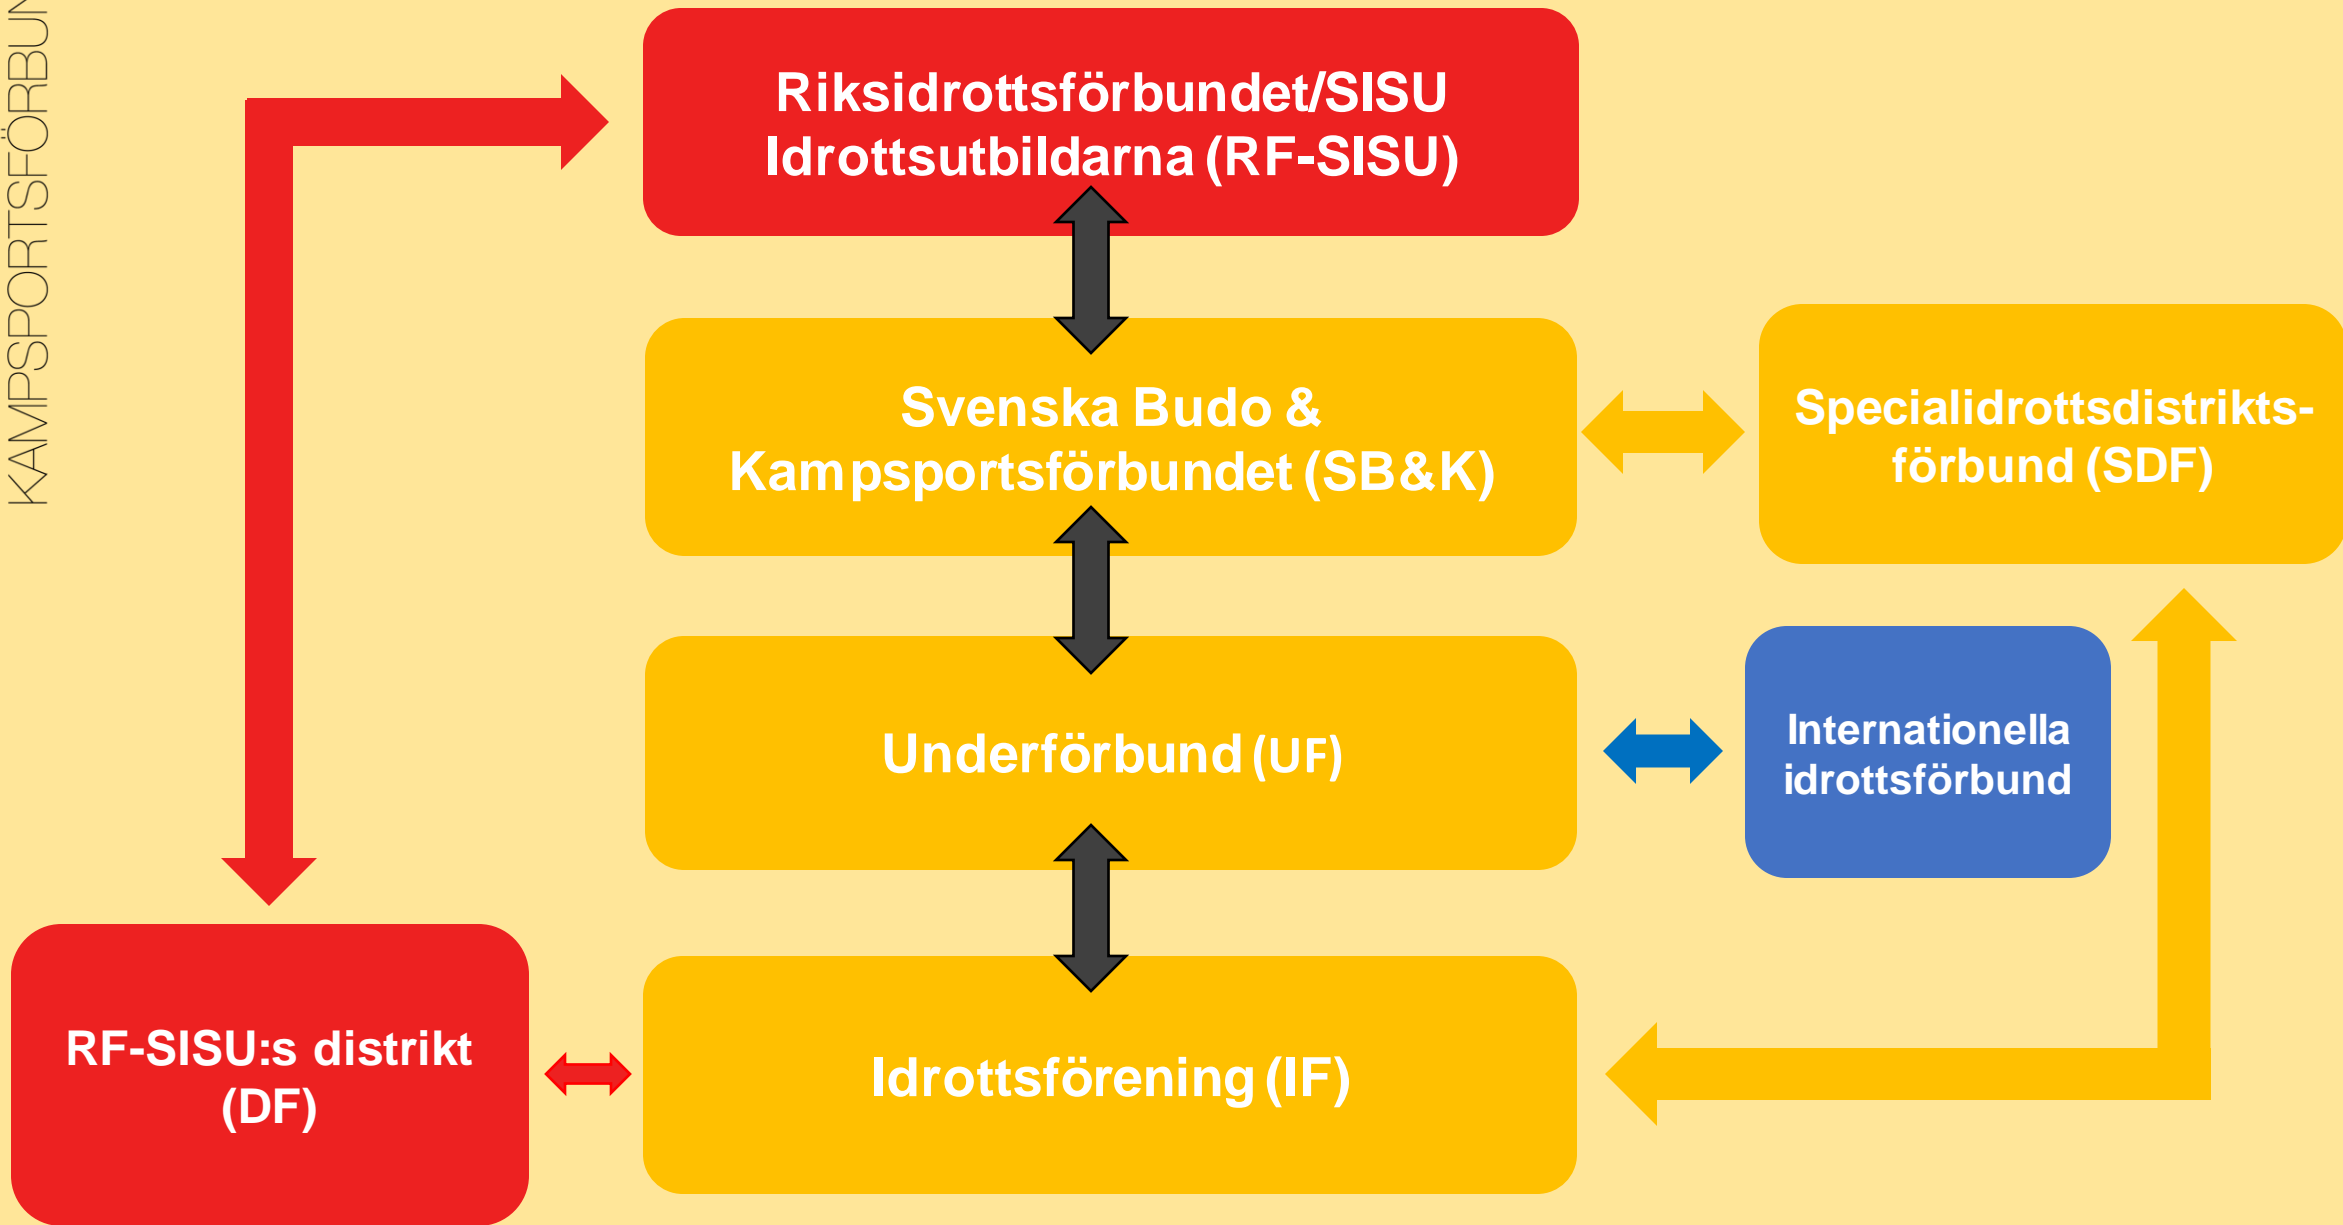 KAMPSPORTSFÖRBUN
Riksidrottsförbundet/SISU
Idrottsutbildarna (RF-SISU)
Svenska Budo &
Kampsportsförbundet (SB&K)
Specialidrottsdistrikts-
förbund (SDF)
Underförbund (UF)
Internationella
idrottsförbund
RF-SISU:s distrikt
(DF)
Idrottsförening (IF)